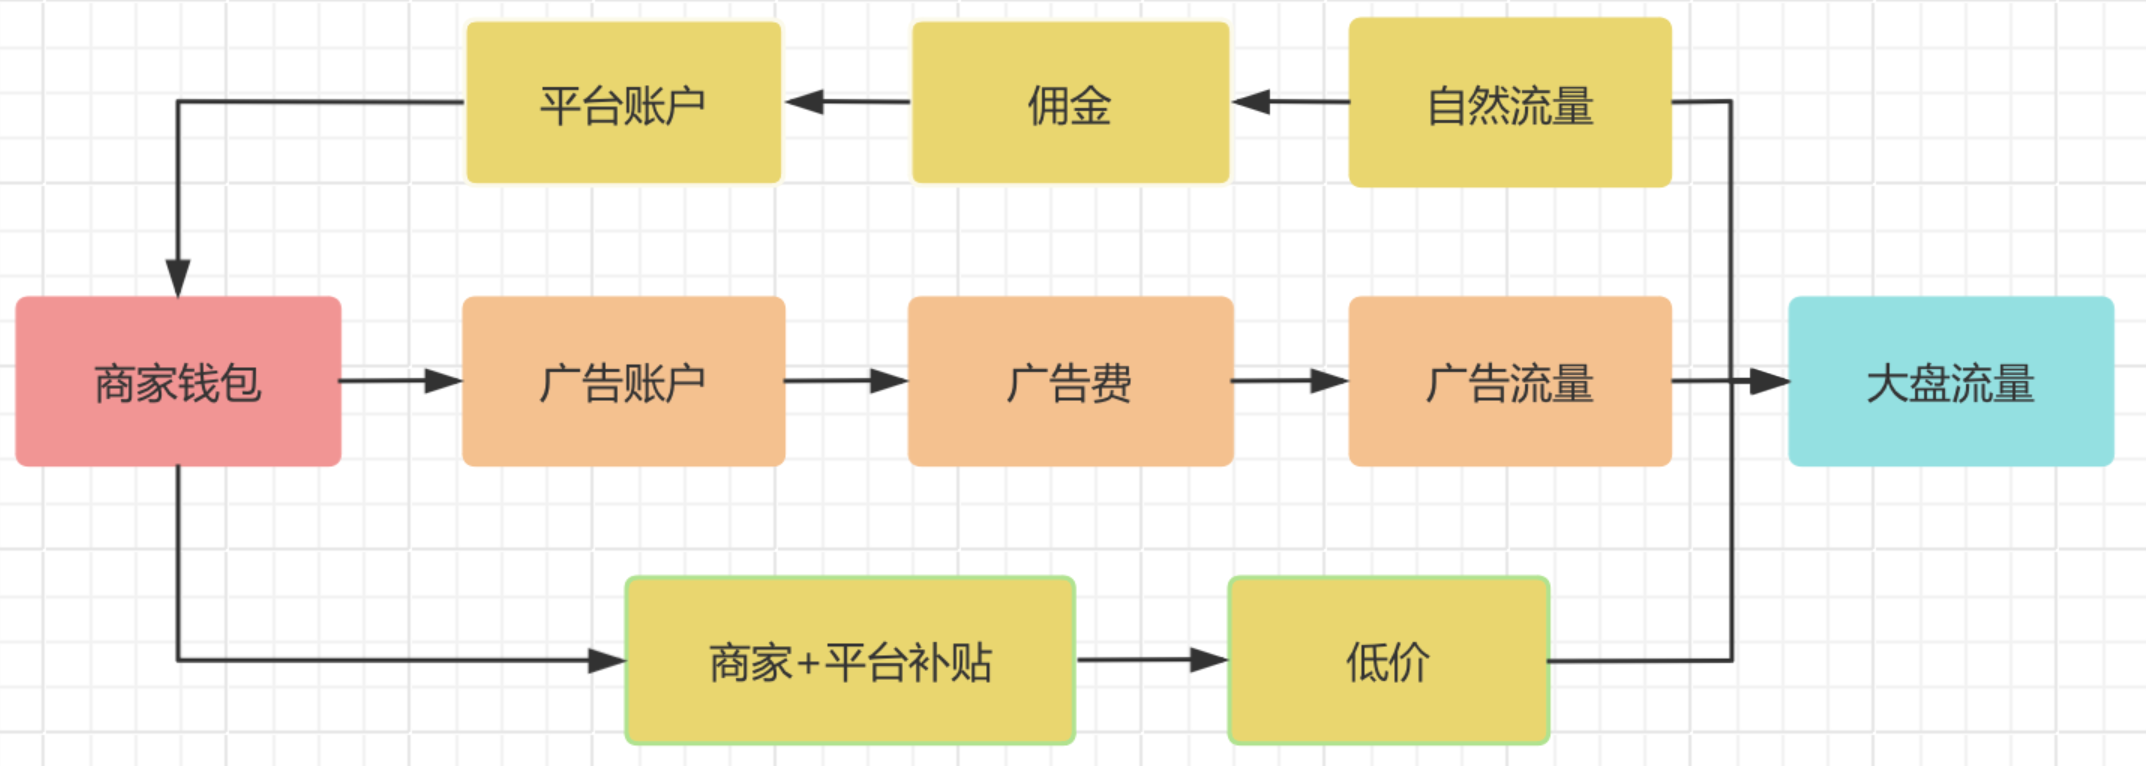 平台账户
佣金
自然流量
商家钱包
广告账户
广告费
广告流量
大盘流量
商家+平台补贴
低价